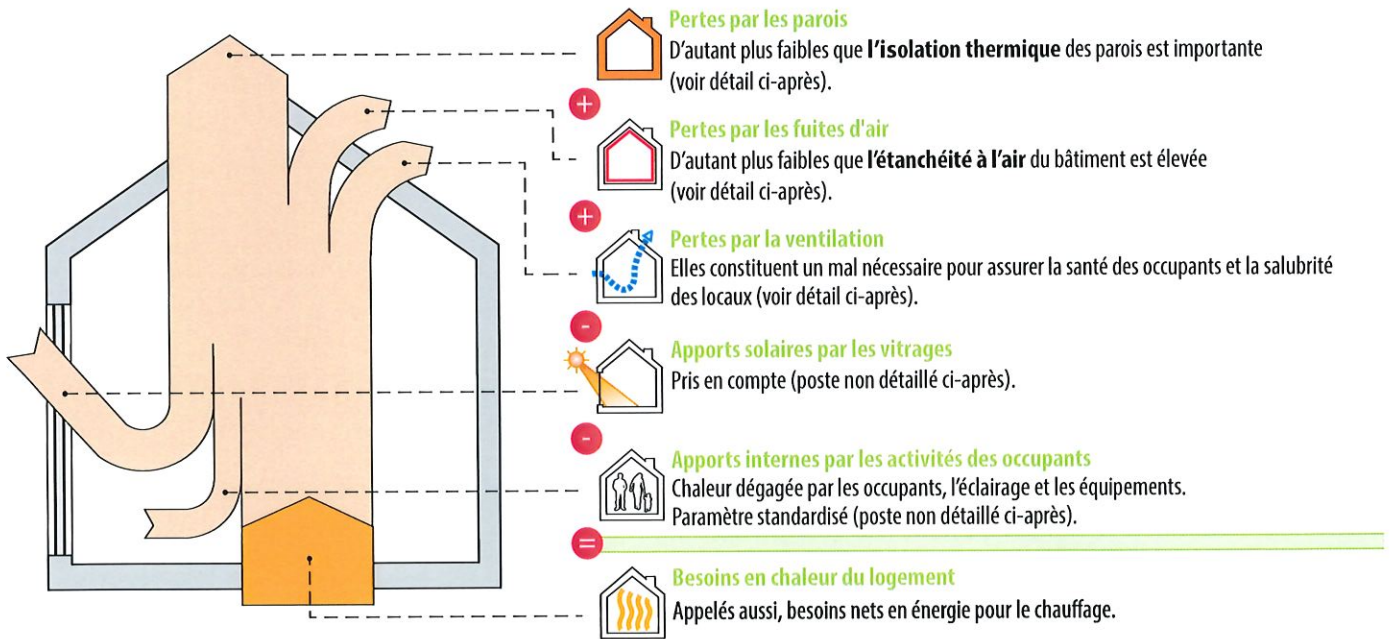 Pertes par les parois
D'autant plus faibles que l'isolation thermique des parois est importante
(voir détail ci-après).
+
Pertes par les fuites d'air
D'autant plus faibles que l'étanchéité à l'air du bâtiment est élevée
(voir détail ci-après).
+
Pertes par la ventilation
Elles constituent un mal nécessaire pour assurer la santé des occupants et la salubrité
des locaux (voir détail ci-après).
-
Apports solaires par les vitrages
Pris en compte (poste non détaillé ci-après).
-
Apports internes par les activités des occupants
Chaleur dégagée par les occupants, l'éclairage et les équipements.
Paramètre standardisé (poste non détaillé ci-après).
=
Besoins en chaleur du logement
Appelés aussi, besoins nets en énergie pour le chauffage.